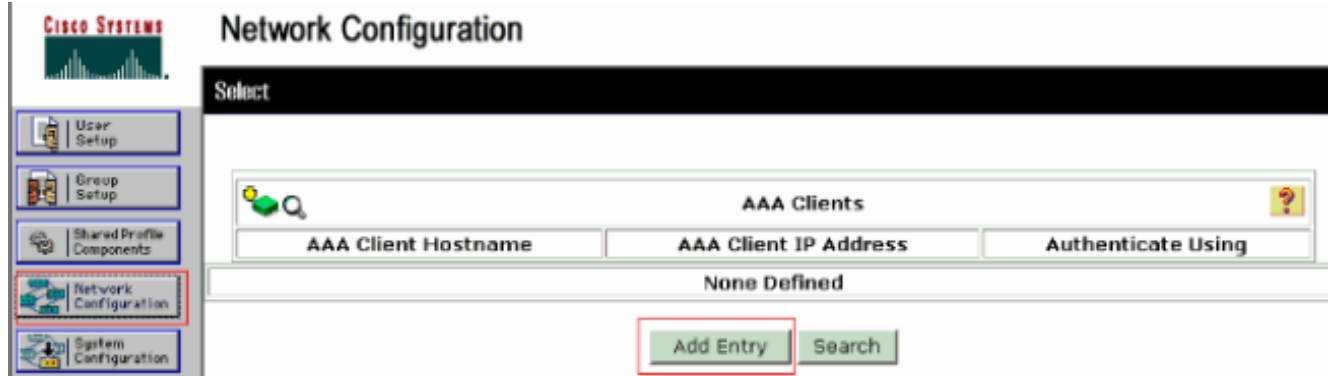 CISCO SYSTEMS
Network Configuration
Select
User
Setup
Group
Setup
Shared Profile
Components
Network
Configuration
System
Configuration
AAA Clients
?
AAA Client Hostname
AAA Client IP Address
Authenticate Using
None Defined
Add Entry
Search